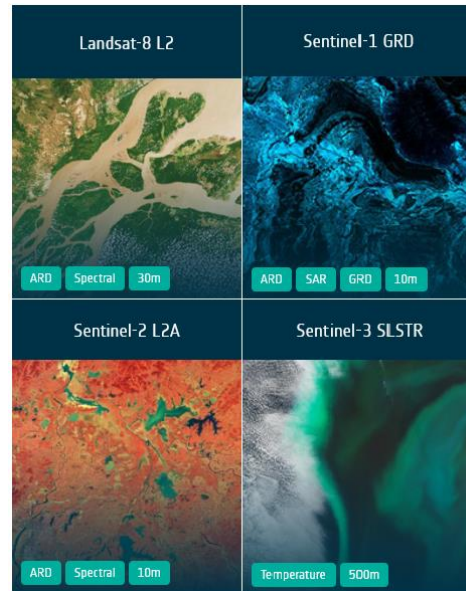 Landsat-8 L2
ARD Spectral 30m
Sentinel-1 GRD
ARD SAR GRD 10m
Sentinel-2 L2A
ARD Spectral 10m
Sentinel-3 SLSTR
Temperature 500m